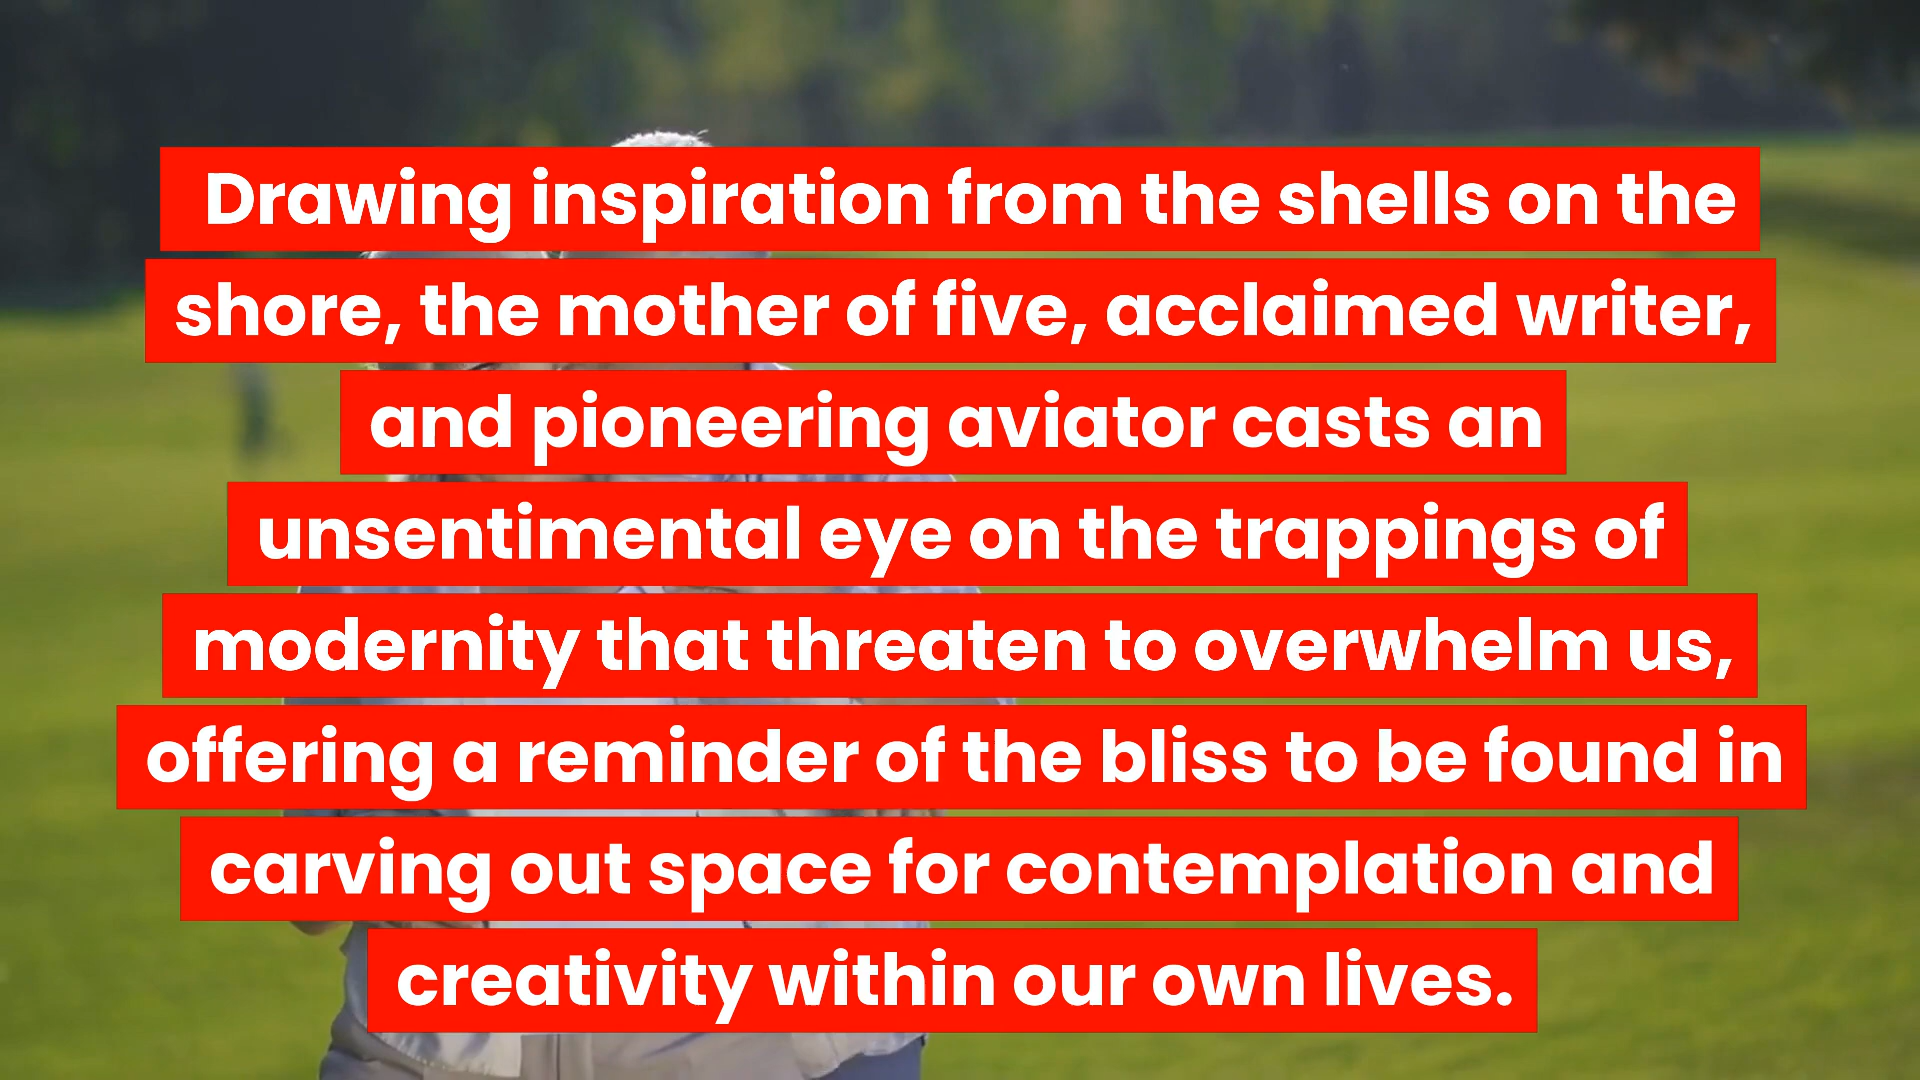 Drawing inspiration from the shells on the
shore, the mother of five, acclaimed writer,
and pioneering aviator casts an
unsentimental eye on the trappings of
modernity that threaten to overwhelm us,
offering a reminder of the bliss to be found in
carving out space for contemplation and
creativity within our own lives.